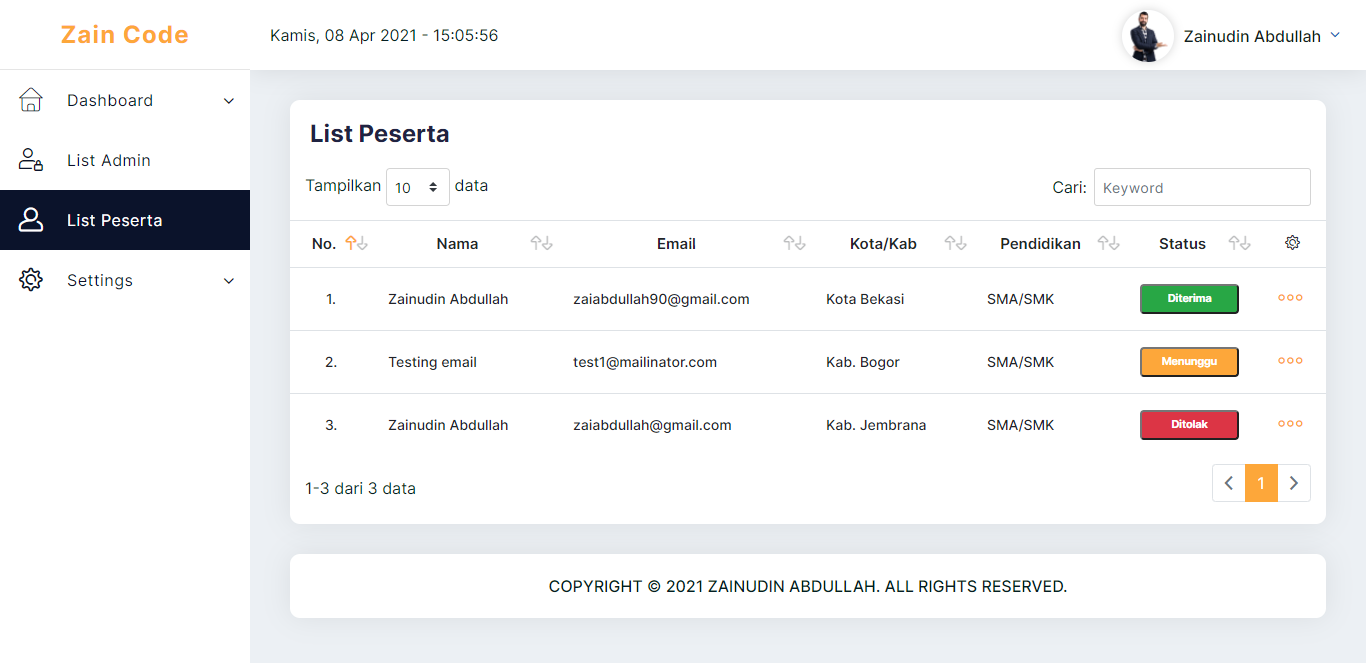 Zain Code
Kamis, 08 Apr 2021 - 15:05:56
Zainudin Abdullah
Dashboard
List Admin
List Peserta
Settings
List Peserta
Tampilkan 10 data
Cari: Keyword
No. Nama Email Kota/Kab Pendidikan Status
1. Zainudin Abdullah zaiabdullah90@gmail.com Kota Bekasi SMA/SMK Diterima
2. Testing email test1@mailinator.com Kab. Bogor SMA/SMK Menunggu
3. Zainudin Abdullah zaiabdullah@gmail.com Kab. Jembrana SMA/SMK Ditolak
1-3 dari 3 data
1
COPYRIGHT © 2021 ZAINUDIN ABDULLAH. ALL RIGHTS RESERVED.